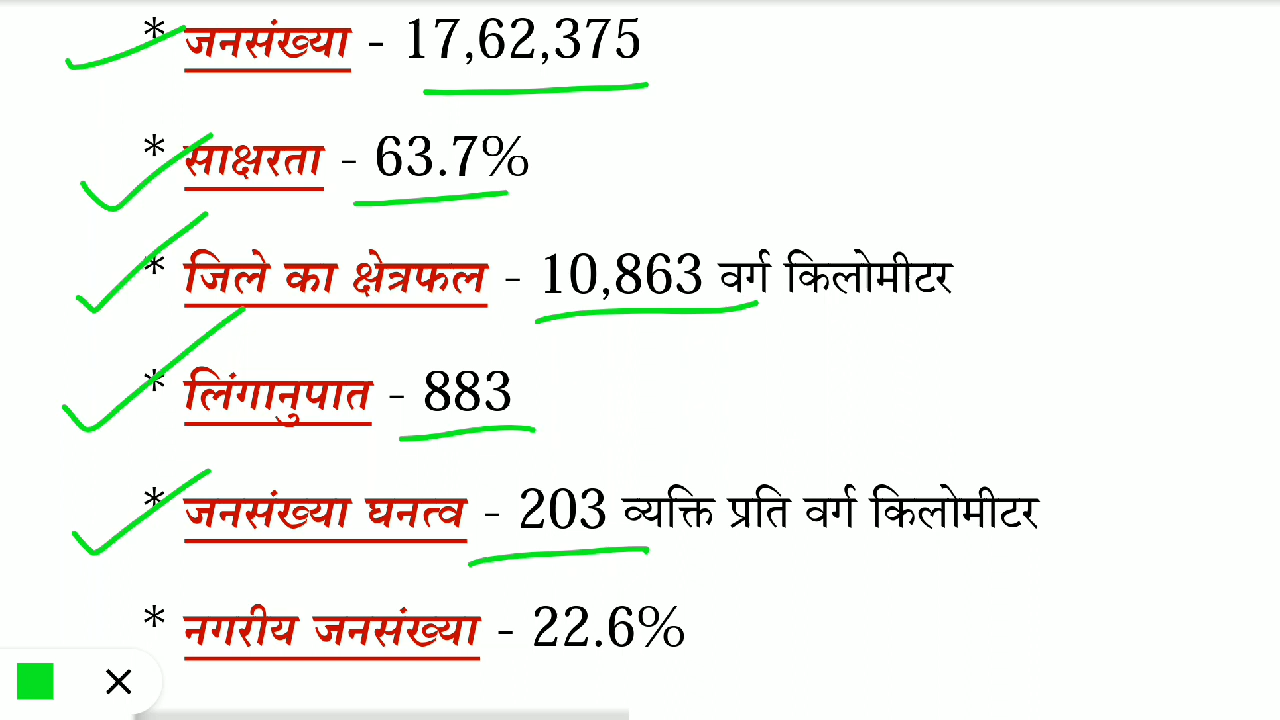 * जनसंख्या - 17,62,375
* साक्षरता - 63.7%
* जिले का क्षेत्रफल - 10,863 वर्ग किलोमीटर
* लिंगानुपात - 883
* जनसंख्या घनत्व - 203 व्यक्ति प्रति वर्ग किलोमीटर
* नगरीय जनसंख्या - 22.6%